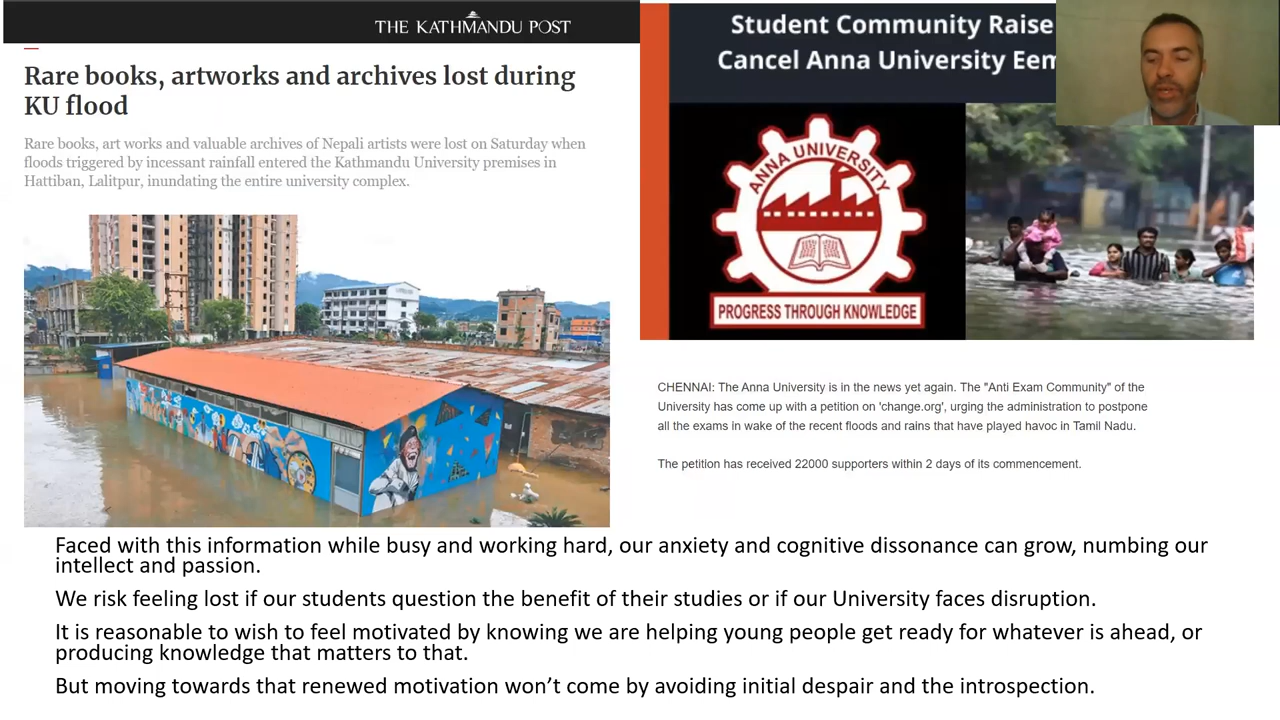 THE KATHMANDU POST
Rare books, artworks and archives lost during
KU flood
Rare books, art works and valuable archives of Nepali artists were lost on Saturday when
floods triggered by incessant rainfall entered the Kathmandu University premises in
Hattiban, Lalitpur, inundating the entire university complex.
Student Community Raise
Cancel Anna University Eem
ANNA UNIVERSITY
PROGRESS THROUGH KNOWLEDGE
CHENNAI: The Anna University is in the news yet again. The "Anti Exam Community" of the
University has come up with a petition on 'change.org', urging the administration to postpone
all the exams in wake of the recent floods and rains that have played havoc in Tamil Nadu.
The petition has received 22000 supporters within 2 days of its commencement.
Faced with this information while busy and working hard, our anxiety and cognitive dissonance can grow, numbing our
intellect and passion.
We risk feeling lost if our students question the benefit of their studies or if our University faces disruption.
It is reasonable to wish to feel motivated by knowing we are helping young people get ready for whatever is ahead, or
producing knowledge that matters to that.
But moving towards that renewed motivation won't come by avoiding initial despair and the introspection.